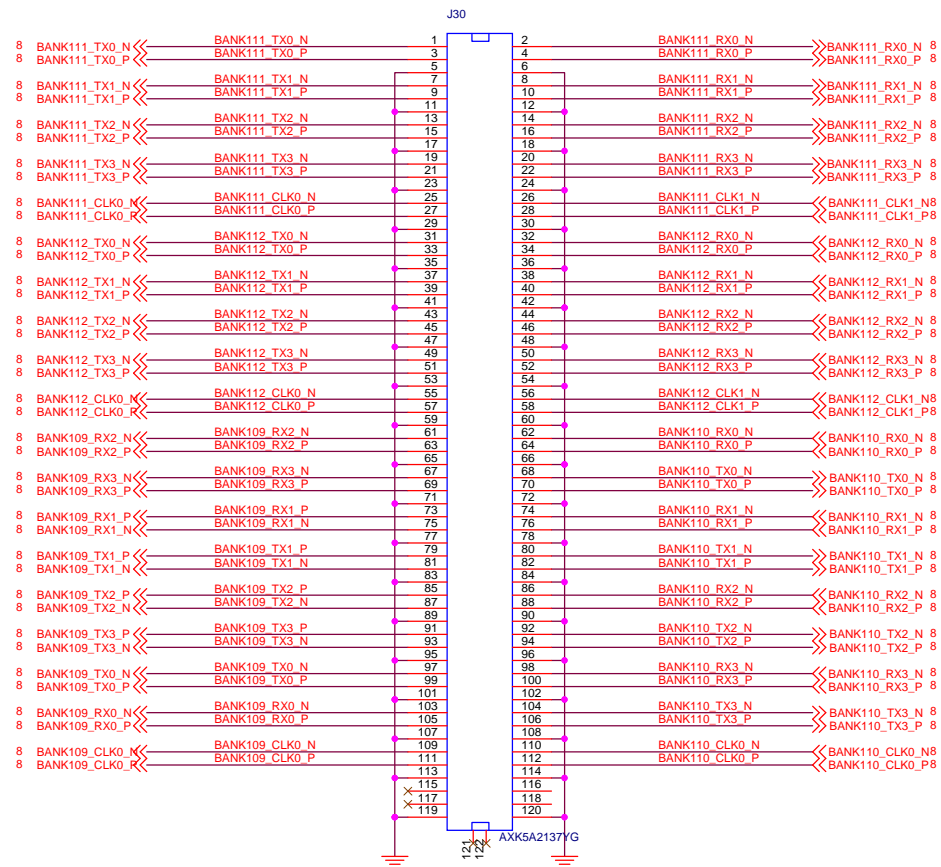 J30
8 BANK111_TX0_N BANK111_TX0_N 1 2 BANK111_RX0_N BANK111_RX0_N 8
8 BANK111_TX0_P BANK111_TX0_P 3 4 BANK111_RX0_P BANK111_RX0_P 8
5 6
8 BANK111_TX1_N BANK111_TX1_N 7 8 BANK111_RX1_N BANK111_RX1_N 8
8 BANK111_TX1_P BANK111_TX1_P 9 10 BANK111_RX1_P BANK111_RX1_P 8
11 12
8 BANK111_TX2_N BANK111_TX2_N 13 14 BANK111_RX2_N BANK111_RX2_N 8
8 BANK111_TX2_P BANK111_TX2_P 15 16 BANK111_RX2_P BANK111_RX2_P 8
17 18
8 BANK111_TX3_N BANK111_TX3_N 19 20 BANK111_RX3_N BANK111_RX3_N 8
8 BANK111_TX3_P BANK111_TX3_P 21 22 BANK111_RX3_P BANK111_RX3_P 8
23 24
8 BANK111_CLK0_N BANK111_CLK0_N 25 26 BANK111_CLK1_N BANK111_CLK1_N 8
8 BANK111_CLK0_P BANK111_CLK0_P 27 28 BANK111_CLK1_P BANK111_CLK1_P 8
29 30
8 BANK112_TX0_N BANK112_TX0_N 31 32 BANK112_RX0_N BANK112_RX0_N 8
8 BANK112_TX0_P BANK112_TX0_P 33 34 BANK112_RX0_P BANK112_RX0_P 8
35 36
8 BANK112_TX1_N BANK112_TX1_N 37 38 BANK112_RX1_N BANK112_RX1_N 8
8 BANK112_TX1_P BANK112_TX1_P 39 40 BANK112_RX1_P BANK112_RX1_P 8
41 42
8 BANK112_TX2_N BANK112_TX2_N 43 44 BANK112_RX2_N BANK112_RX2_N 8
8 BANK112_TX2_P BANK112_TX2_P 45 46 BANK112_RX2_P BANK112_RX2_P 8
47 48
8 BANK112_TX3_N BANK112_TX3_N 49 50 BANK112_RX3_N BANK112_RX3_N 8
8 BANK112_TX3_P BANK112_TX3_P 51 52 BANK112_RX3_P BANK112_RX3_P 8
53 54
8 BANK112_CLK0_N BANK112_CLK0_N 55 56 BANK112_CLK1_N BANK112_CLK1_N 8
8 BANK112_CLK0_P BANK112_CLK0_P 57 58 BANK112_CLK1_P BANK112_CLK1_P 8
59 60
8 BANK109_RX2_N BANK109_RX2_N 61 62 BANK110_RX0_N BANK110_RX0_N 8
8 BANK109_RX2_P BANK109_RX2_P 63 64 BANK110_RX0_P BANK110_RX0_P 8
65 66
8 BANK109_RX3_N BANK109_RX3_N 67 68 BANK110_TX0_N BANK110_TX0_N 8
8 BANK109_RX3_P BANK109_RX3_P 69 70 BANK110_TX0_P BANK110_TX0_P 8
71 72
8 BANK109_RX1_P BANK109_RX1_P 73 74 BANK110_RX1_N BANK110_RX1_N 8
8 BANK109_RX1_N BANK109_RX1_N 75 76 BANK110_RX1_P BANK110_RX1_P 8
77 78
8 BANK109_TX1_P BANK109_TX1_P 79 80 BANK110_TX1_N BANK110_TX1_N 8
8 BANK109_TX1_N BANK109_TX1_N 81 82 BANK110_TX1_P BANK110_TX1_P 8
83 84
8 BANK109_TX2_P BANK109_TX2_P 85 86 BANK110_RX2_N BANK110_RX2_N 8
8 BANK109_TX2_N BANK109_TX2_N 87 88 BANK110_RX2_P BANK110_RX2_P 8
89 90
8 BANK109_TX3_P BANK109_TX3_P 91 92 BANK110_TX2_N BANK110_TX2_N 8
8 BANK109_TX3_N BANK109_TX3_N 93 94 BANK110_TX2_P BANK110_TX2_P 8
95 96
8 BANK109_TX0_N BANK109_TX0_N 97 98 BANK110_RX3_N BANK110_RX3_N 8
8 BANK109_TX0_P BANK109_TX0_P 99 100 BANK110_RX3_P BANK110_RX3_P 8
101 102
8 BANK109_RX0_N BANK109_RX0_N 103 104 BANK110_TX3_N BANK110_TX3_N 8
8 BANK109_RX0_P BANK109_RX0_P 105 106 BANK110_TX3_P BANK110_TX3_P 8
107 108
8 BANK109_CLK0_N BANK109_CLK0_N 109 110 BANK110_CLK0_N BANK110_CLK0_N 8
8 BANK109_CLK0_P BANK109_CLK0_P 111 112 BANK110_CLK0_P BANK110_CLK0_P 8
113 114
115 116
117 118
119 120
AXK5A2137YG
121
122